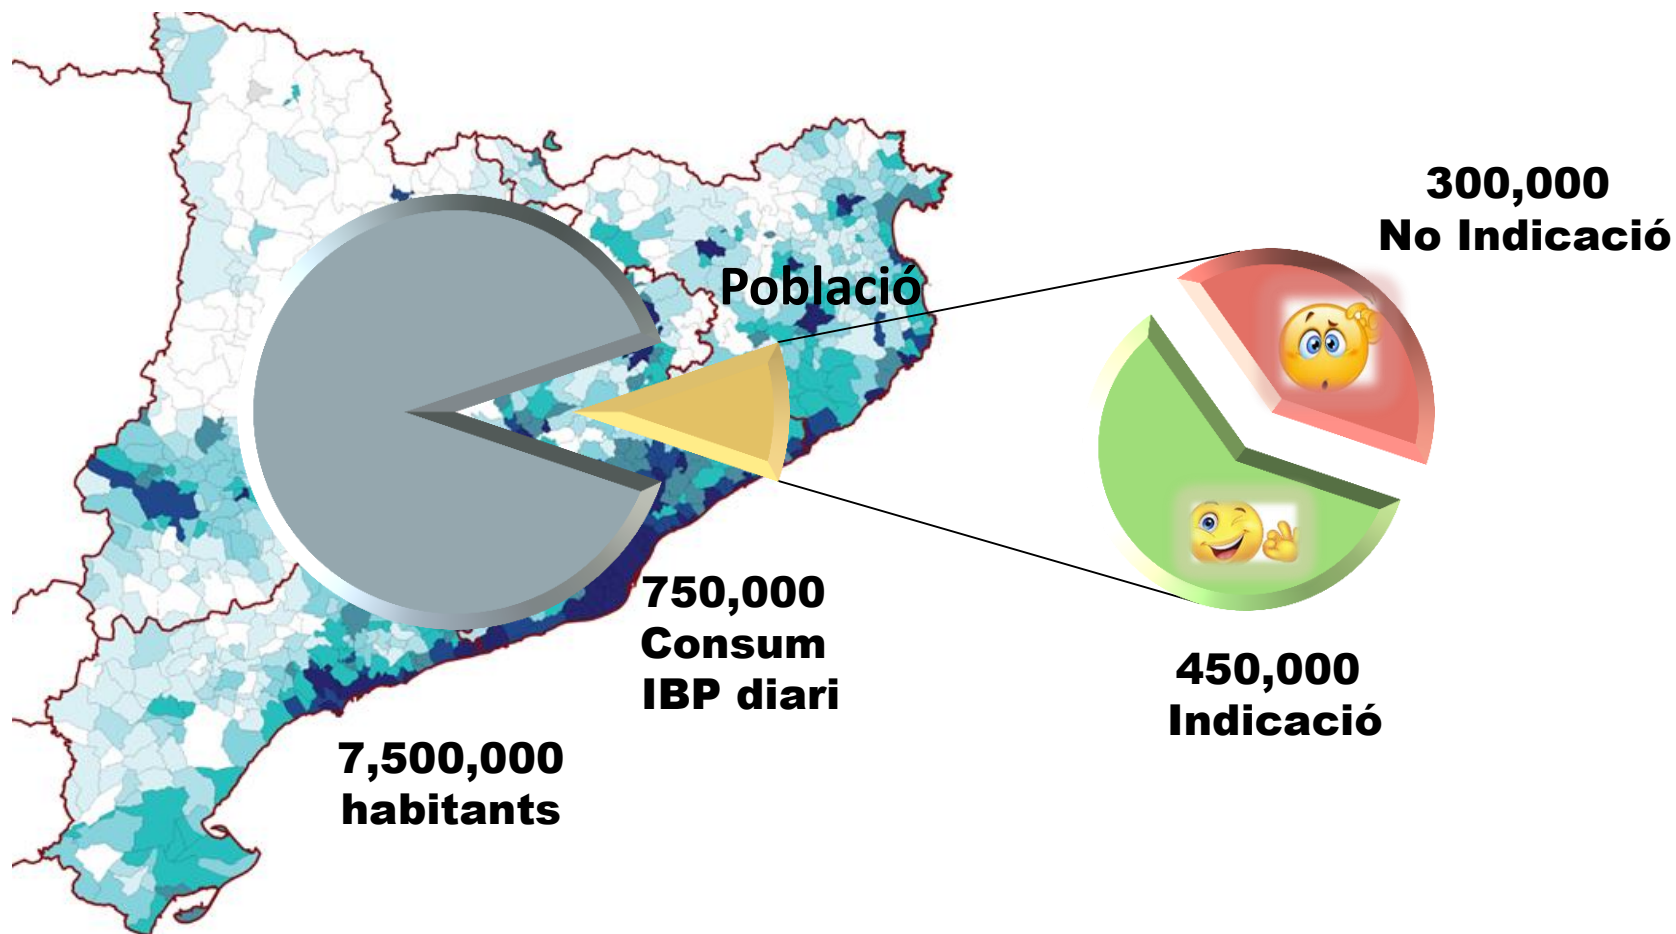 Població
300,000
No Indicació
750,000
Consum
IBP diari
450,000
Indicació
7,500,000
habitants